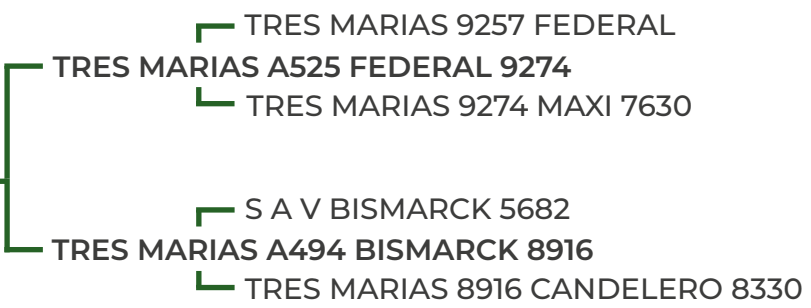 TRES MARIAS 9257 FEDERAL
TRES MARIAS A525 FEDERAL 9274
TRES MARIAS 9274 MAXI 7630
S A V BISMARCK 5682
TRES MARIAS A494 BISMARCK 8916
TRES MARIAS 8916 CANDELERO 8330